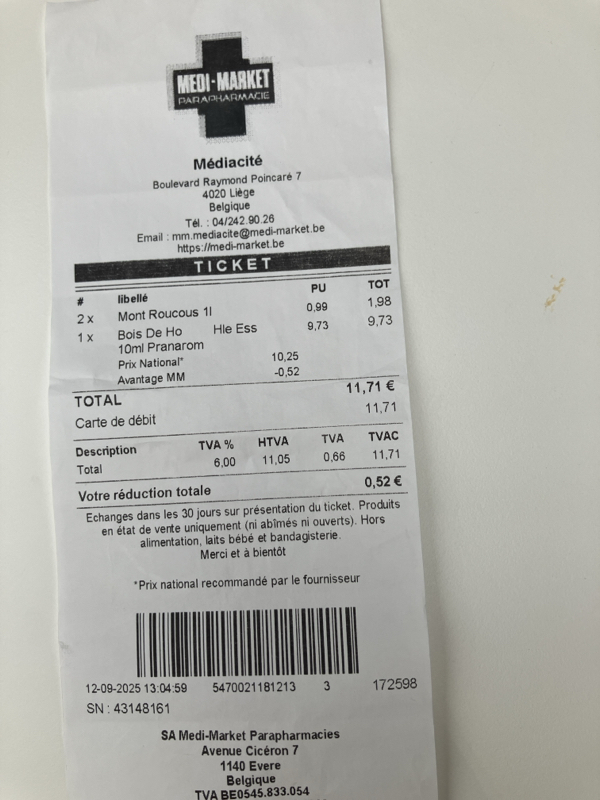 MEDI-MARKET
PARAPHARMACIE
Médiacité
Boulevard Raymond Poincaré 7
4020 Liège
Belgique
Tél. : 04/242.90.26
Email : mm.mediacite@medi-market.be
https://medi-market.be
TICKET
# libellé PU TOT
2 x Mont Roucous 1l 0,99 1,98
1 x Bois De Ho Hle Ess 9,73 9,73
10ml Pranarom
Prix National* 10,25
Avantage MM -0,52
TOTAL 11,71 €
Carte de débit 11,71
Description TVA % HTVA TVA TVAC
Total 6,00 11,05 0,66 11,71
Votre réduction totale 0,52 €
Echanges dans les 30 jours sur présentation du ticket. Produits
en état de vente uniquement (ni abîmés ni ouverts). Hors
alimentation, laits bébé et bandagisterie.
Merci et à bientôt
*Prix national recommandé par le fournisseur
12-09-2025 13:04:59 5470021181213 3 172598
SN : 43148161
SA Medi-Market Parapharmacies
Avenue Cicéron 7
1140 Evere
Belgique
TVA BE0545.833.054